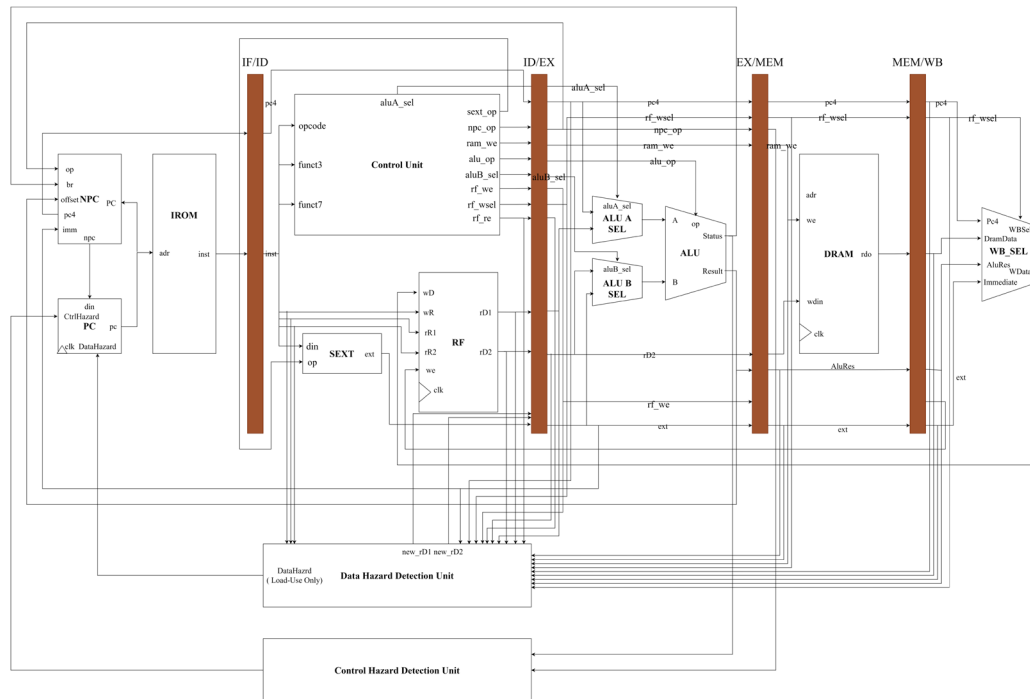 IF/ID
ID/EX
EX/MEM
MEM/WB
pc4
aluA_sel
sext_op
opcode
npc_op
ram_we
funct3
Control Unit
alu_op
aluB_sel
rf_we
funct7
rf_wsel
rf_re
aluA_sel
pc4
rf_wsel
npc_op
ram_we
alu_op
aluB_sel
pc4
rf_wsel
ram_we
pc4
rf_wsel
op
br
NPC
PC
offset
pc4
imm
npc
IROM
adr
inst
inst
din
CtrlHazard
PC
pc
clk
DataHazard
aluA_sel
ALU A
SEL
aluB_sel
ALU B
SEL
A
op
Status
ALU
Result
B
adr
we
DRAM
rdo
wdin
clk
Pc4
WBSel
DramData
WB_SEL
AluRes
WData
Immediate
wD
wR
rD1
rR1
RF
rR2
rD2
we
clk
din
SEXT
ext
op
rD2
AluRes
ext
rf_we
ext
ext
new_rD1 new_rD2
DataHazrd
( Load-Use Only)
Data Hazard Detection Unit
Control Hazard Detection Unit